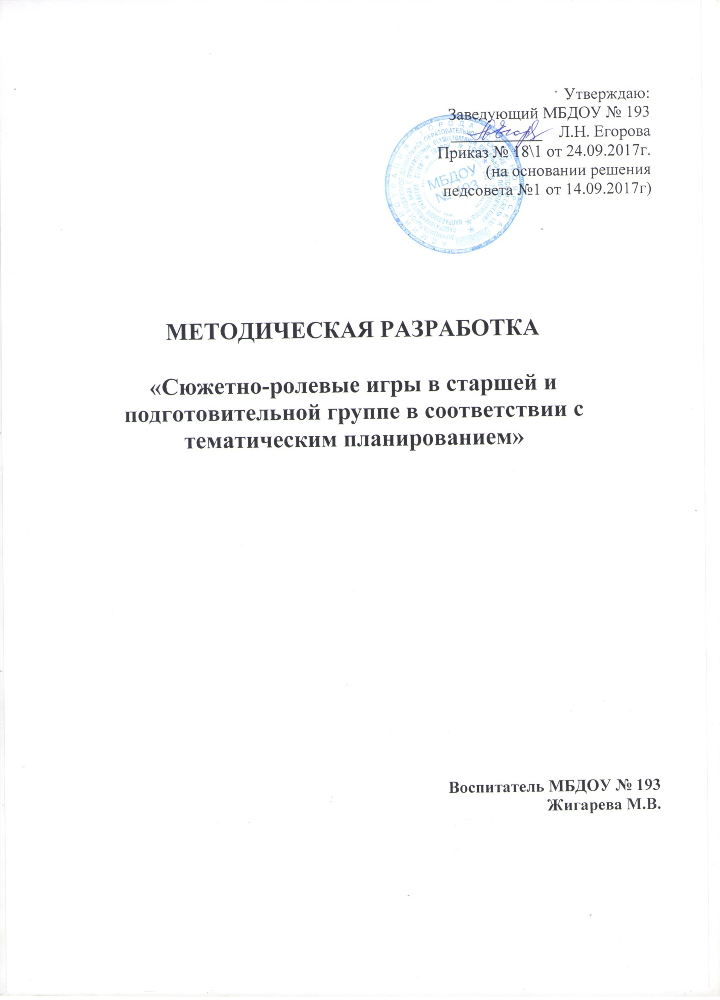 Утверждаю:
Заведующий МБДОУ № 193
Л.Н. Егорова
Приказ № 18\1 от 24.09.2017г.
(на основании решения
педсовета №1 от 14.09.2017г)
МБДОУ
№ 193
МЕТОДИЧЕСКАЯ РАЗРАБОТКА
«Сюжетно-ролевые игры в старшей и
подготовительной группе в соответствии с
тематическим планированием»
Воспитатель МБДОУ № 193
Жигарева М.В.